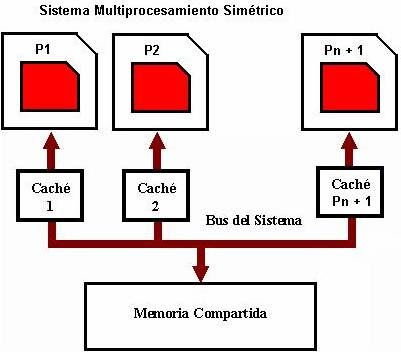 Sistema Multiprocesamiento Simétrico
P1
P2
Pn + 1
Caché
1
Caché
2
Caché
Pn + 1
Bus del Sistema
Memoria Compartida